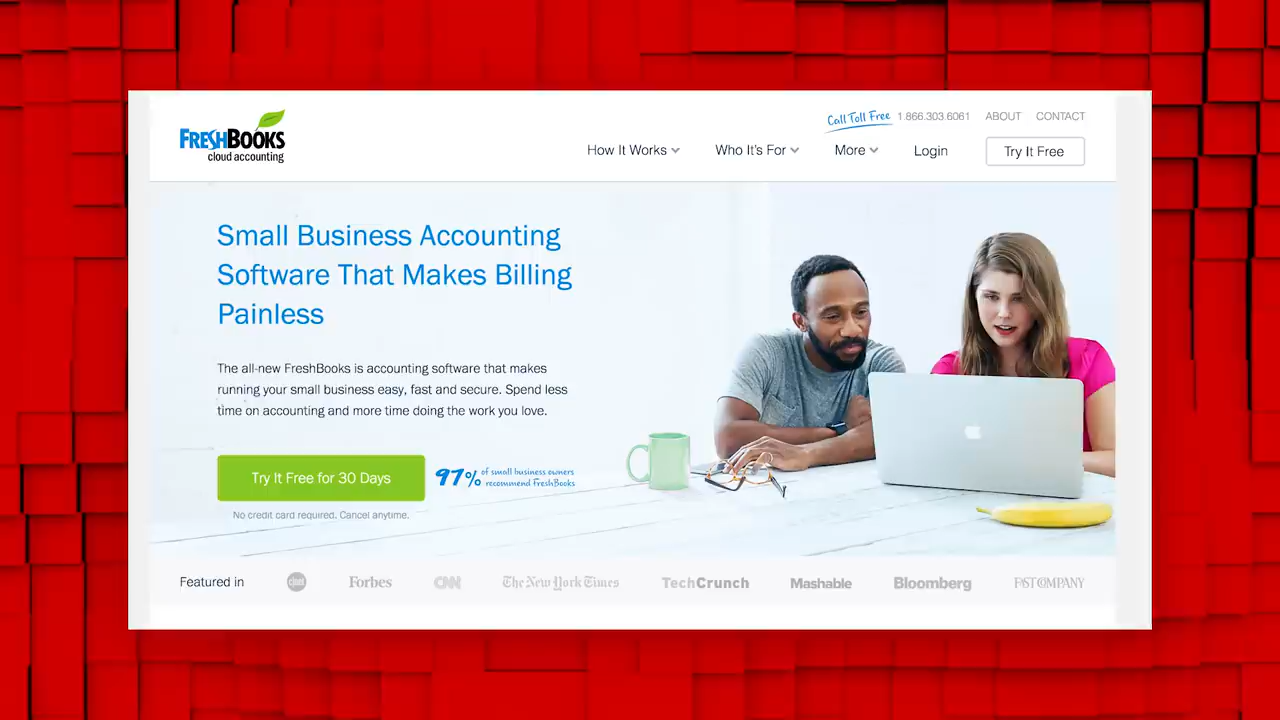 FRESHBOOKS
cloud accounting
Call Toll Free 1.866.303.6061 ABOUT CONTACT
How It Works Who It's For More Login Try It Free
Small Business Accounting
Software That Makes Billing
Painless
The all-new FreshBooks is accounting software that makes
running your small business easy, fast and secure. Spend less
time on accounting and more time doing the work you love.
Try It Free for 30 Days
97% of small business owners
recommend FreshBooks
No credit card required. Cancel anytime.
Featured in c|net Forbes CNN The New York Times TechCrunch Mashable Bloomberg FAST COMPANY